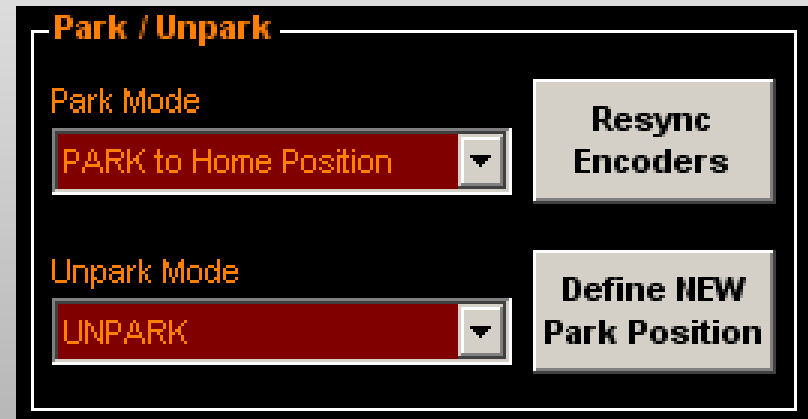 Park / Unpark
Park Mode
PARK to Home Position
Resync
Encoders
Unpark Mode
UNPARK
Define NEW
Park Position